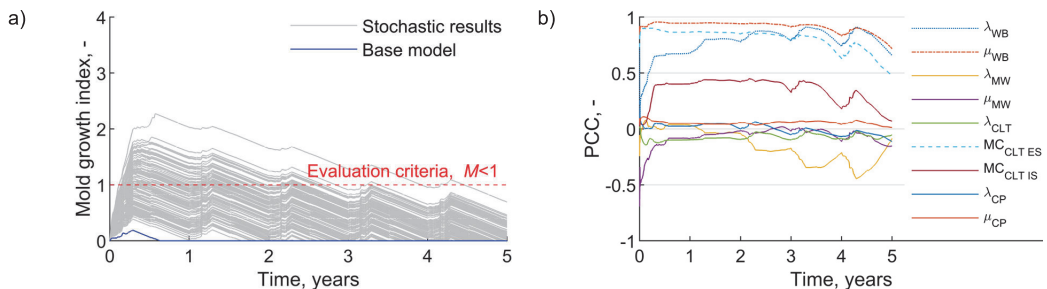 a)
Mold growth index, -
4
3
2
1
0
Stochastic results
Base model
Evaluation criteria, M<1
0 1 2 3 4 5
Time, years
b)
PCC, -
1
0.5
0
-0.5
-1
0 1 2 3 4 5
Time, years
λWB
μWB
λMW
μMW
λCLT
MCCLT ES
MCCLT IS
λCP
μCP